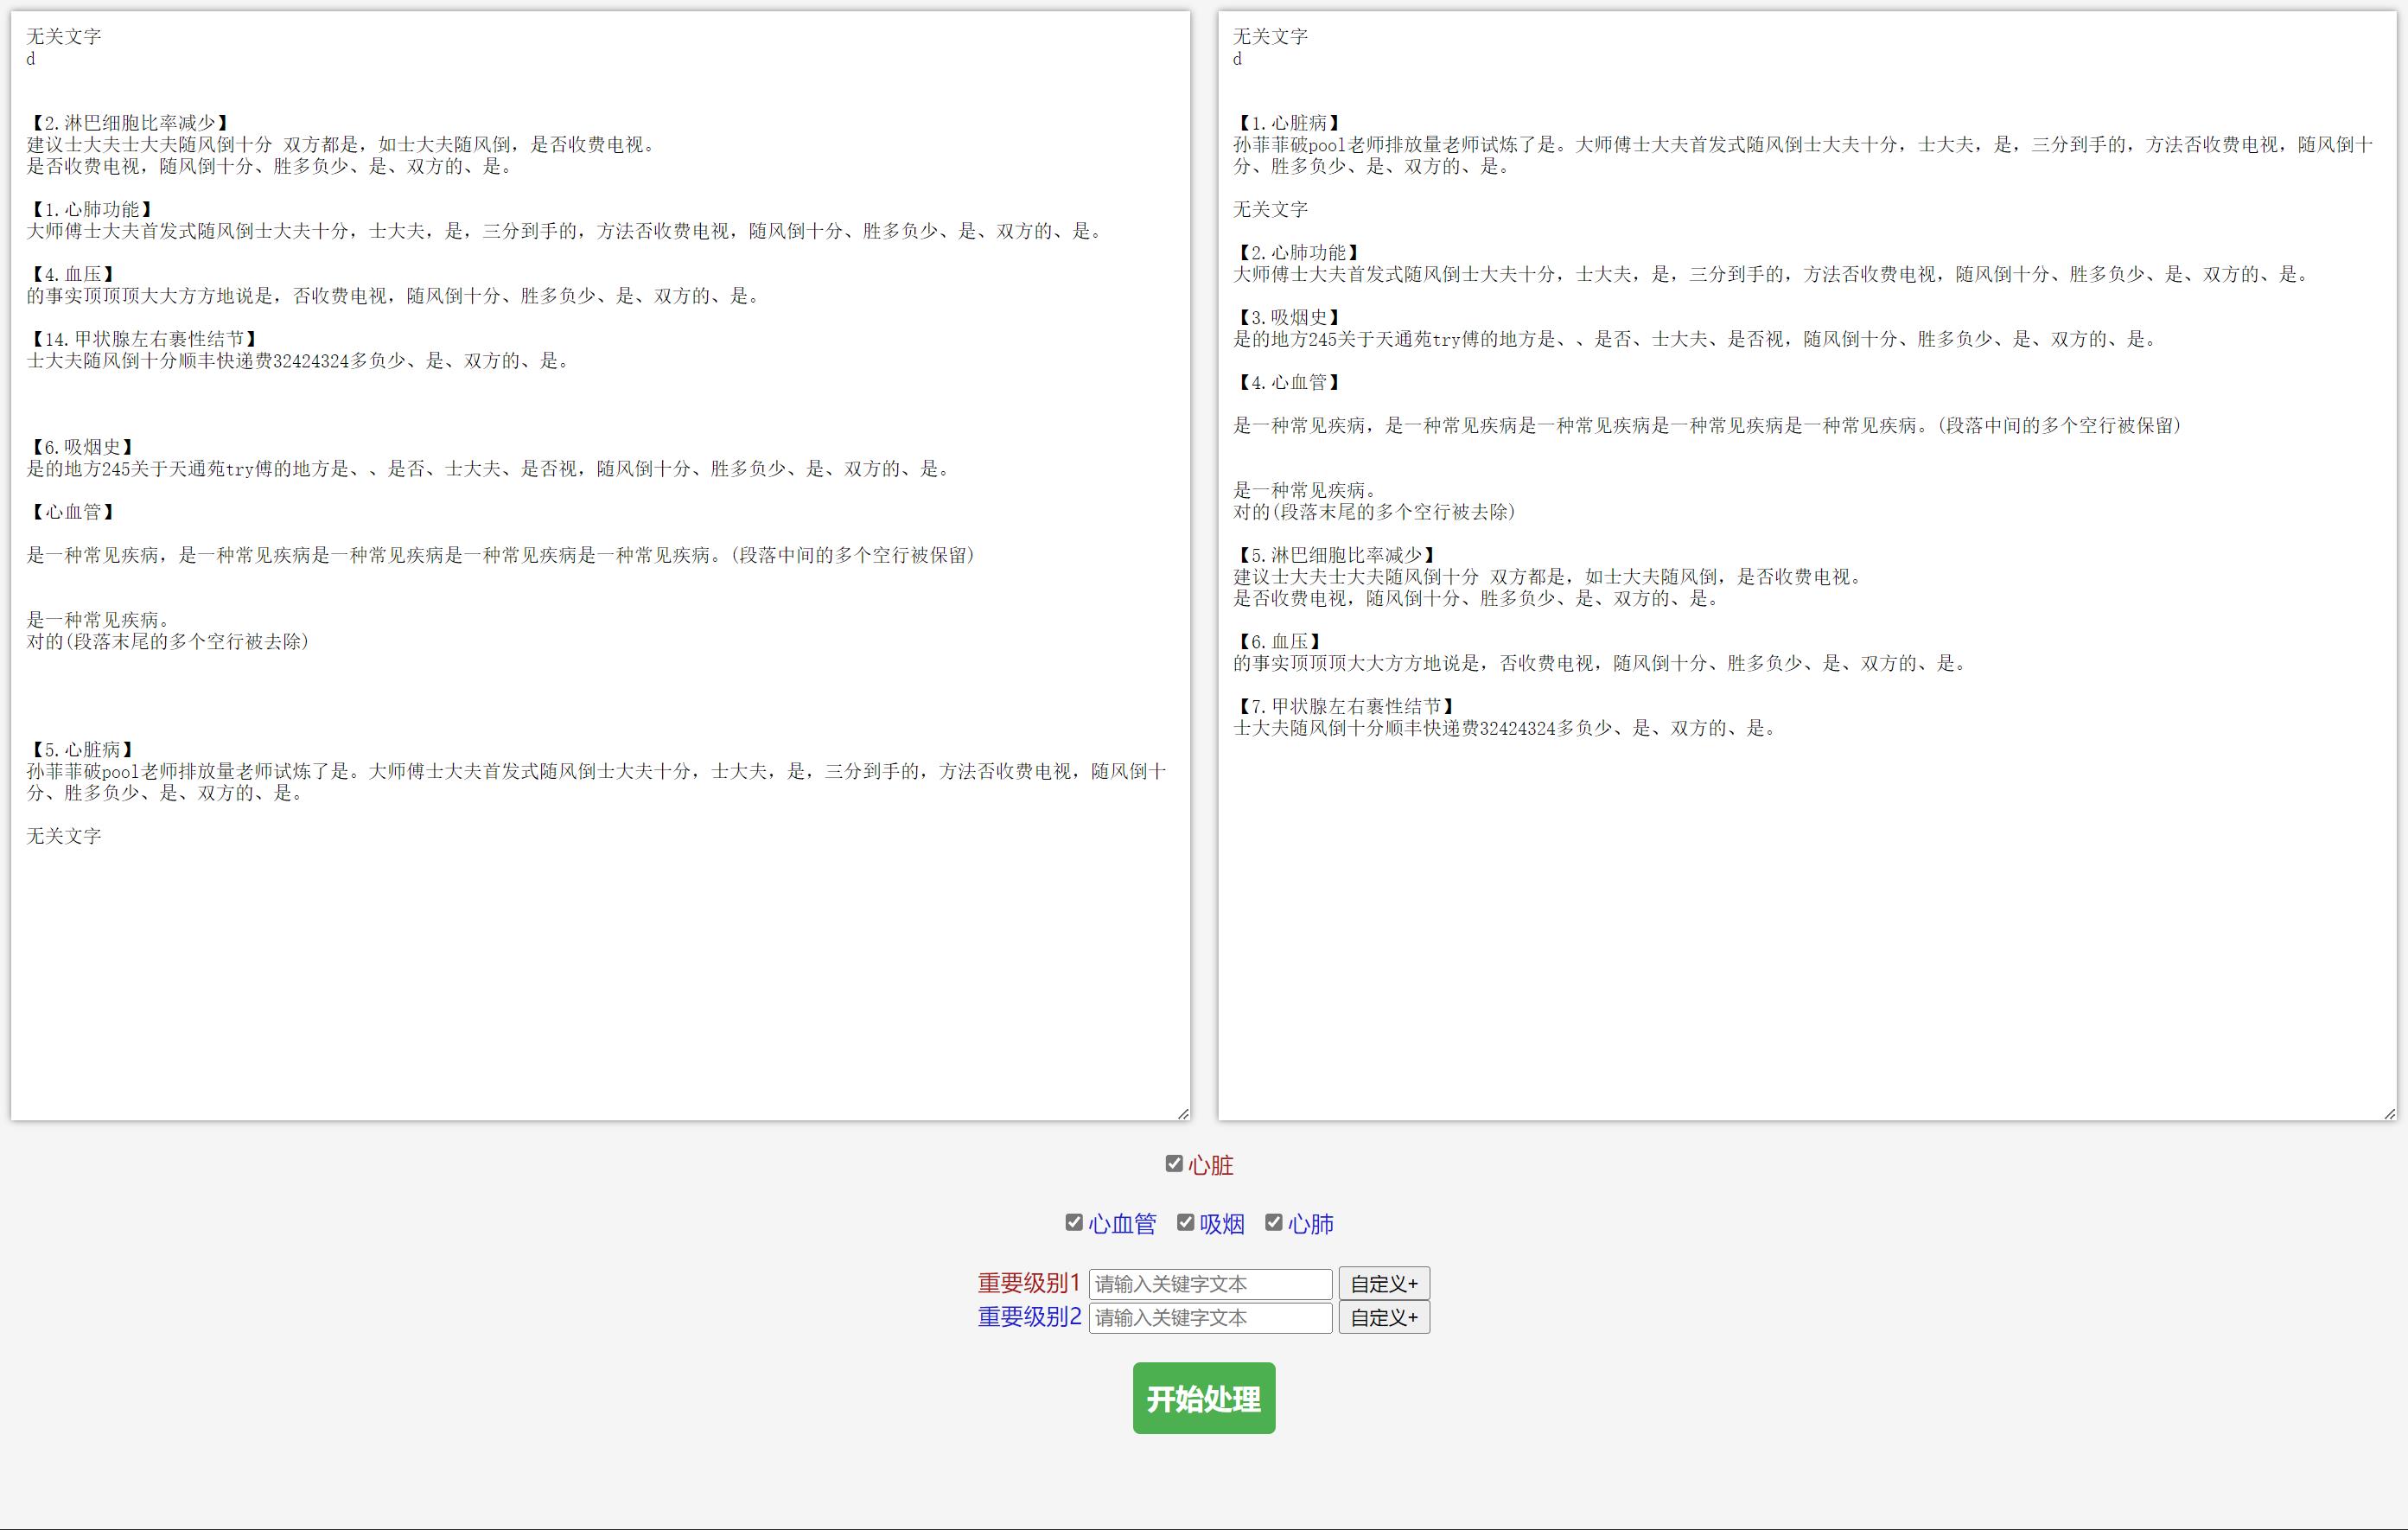 无关文字
d
【2.淋巴细胞比率减少】
建议士大夫士大夫随风倒十分 双方都是，如士大夫随风倒，是否收费电视。
是否收费电视，随风倒十分、胜多负少、是、双方的、是。
【1.心肺功能】
大师傅士大夫首发式随风倒士大夫十分，士大夫，是，三分到手的，方法否收费电视，随风倒十分、胜多负少、是、双方的、是。
【4.血压】
的事实顶顶顶大大方方地说是，否收费电视，随风倒十分、胜多负少、是、双方的、是。
【14.甲状腺左右裹性结节】
士大夫随风倒十分顺丰快递费32424324多负少、是、双方的、是。
【6.吸烟史】
是的地方245关于天通苑try傅的地方是、、是否、士大夫、是否视，随风倒十分、胜多负少、是、双方的、是。
【心血管】
是一种常见疾病，是一种常见疾病是一种常见疾病是一种常见疾病是一种常见疾病。(段落中间的多个空行被保留)
是一种常见疾病。
对的(段落末尾的多个空行被去除)
【5.心脏病】
孙菲菲破pool老师排放量老师试炼了是。大师傅士大夫首发式随风倒士大夫十分，士大夫，是，三分到手的，方法否收费电视，随风倒十
分、胜多负少、是、双方的、是。
无关文字
无关文字
d
【1.心脏病】
孙菲菲破pool老师排放量老师试炼了是。大师傅士大夫首发式随风倒士大夫十分，士大夫，是，三分到手的，方法否收费电视，随风倒十
分、胜多负少、是、双方的、是。
无关文字
【2.心肺功能】
大师傅士大夫首发式随风倒士大夫十分，士大夫，是，三分到手的，方法否收费电视，随风倒十分、胜多负少、是、双方的、是。
【3.吸烟史】
是的地方245关于天通苑try傅的地方是、、是否、士大夫、是否视，随风倒十分、胜多负少、是、双方的、是。
【4.心血管】
是一种常见疾病，是一种常见疾病是一种常见疾病是一种常见疾病是一种常见疾病。(段落中间的多个空行被保留)
是一种常见疾病。
对的(段落末尾的多个空行被去除)
【5.淋巴细胞比率减少】
建议士大夫士大夫随风倒十分 双方都是，如士大夫随风倒，是否收费电视。
是否收费电视，随风倒十分、胜多负少、是、双方的、是。
【6.血压】
的事实顶顶顶大大方方地说是，否收费电视，随风倒十分、胜多负少、是、双方的、是。
【7.甲状腺左右裹性结节】
士大夫随风倒十分顺丰快递费32424324多负少、是、双方的、是。
心脏
心血管 吸烟 心肺
重要级别1 请输入关键字文本 自定义+
重要级别2 请输入关键字文本 自定义+
开始处理